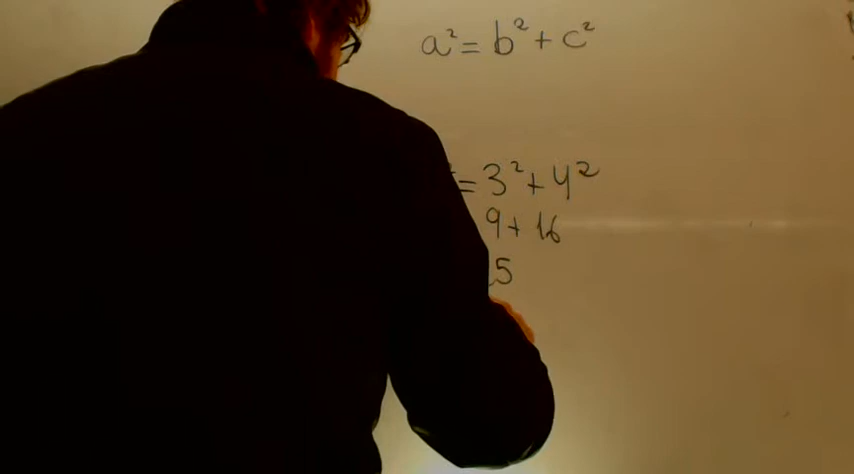 a² = b² + c²
= 3² + 4²
9 + 16
5